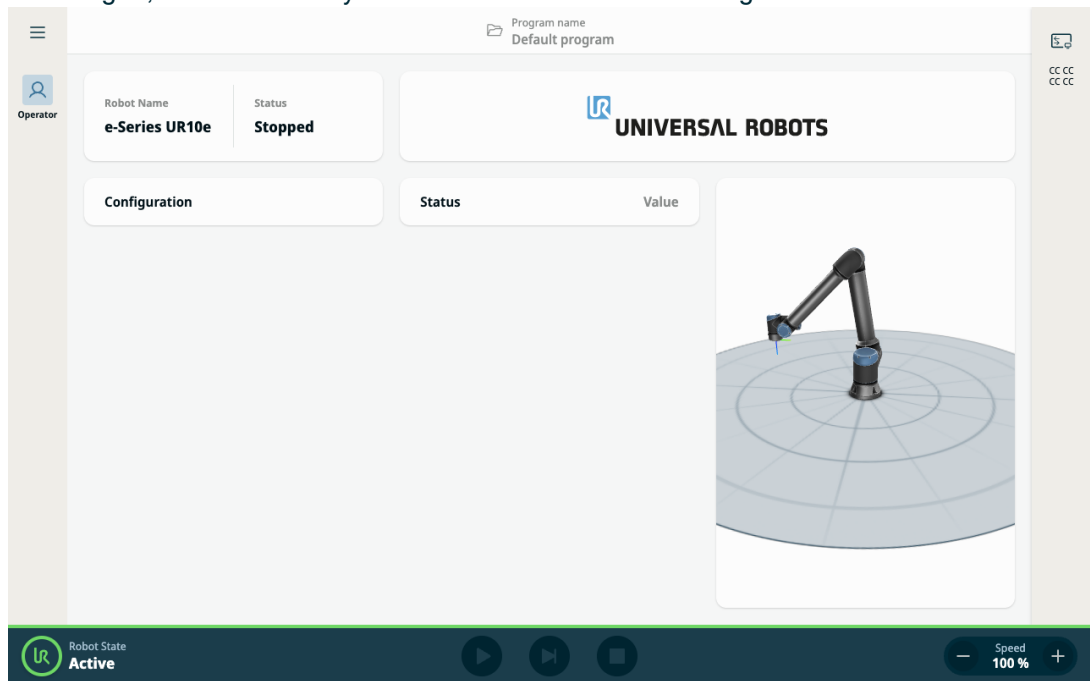 Program name
Default program
Operator
Robot Name
e-Series UR10e
Status
Stopped
UNIVERSAL ROBOTS
CC CC
CC CC
Configuration
Status
Value
Robot State
Active
Speed
100 %